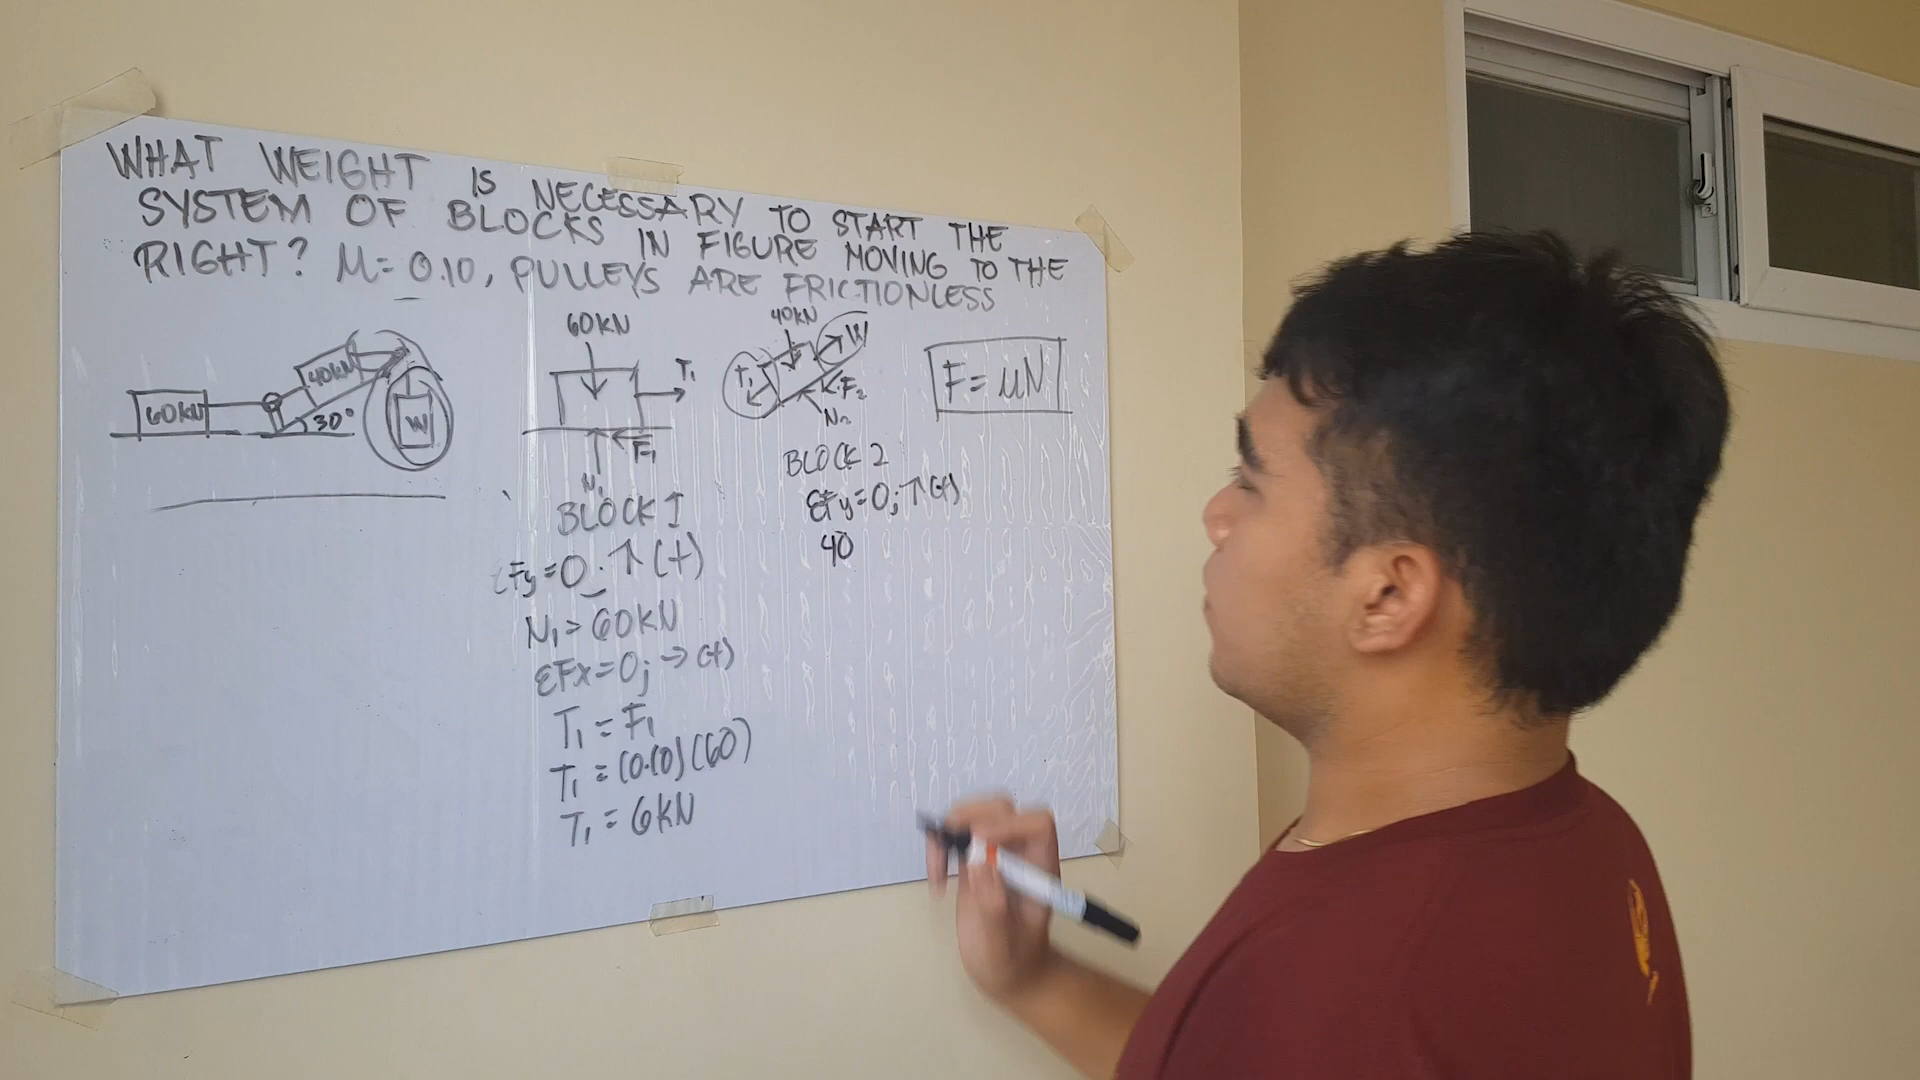 WHAT WEIGHT IS NECESSARY TO START THE
SYSTEM OF BLOCKS IN FIGURE MOVING TO THE
RIGHT? M = 0.10, PULLEYS ARE FRICTIONLESS
60KN
40KN
30°
W
60KN
T₁
F₁
N₁
BLOCK I
ΣFy=0; ↑(+)
N₁ = 60KN
ΣFx=0; →(+)
T₁ = F₁
T₁ = (0.10)(60)
T₁ = 6KN
40KN
W
T₁
F₂
N₂
BLOCK 2
ΣFy=0; ↑(+)
40
F = μN